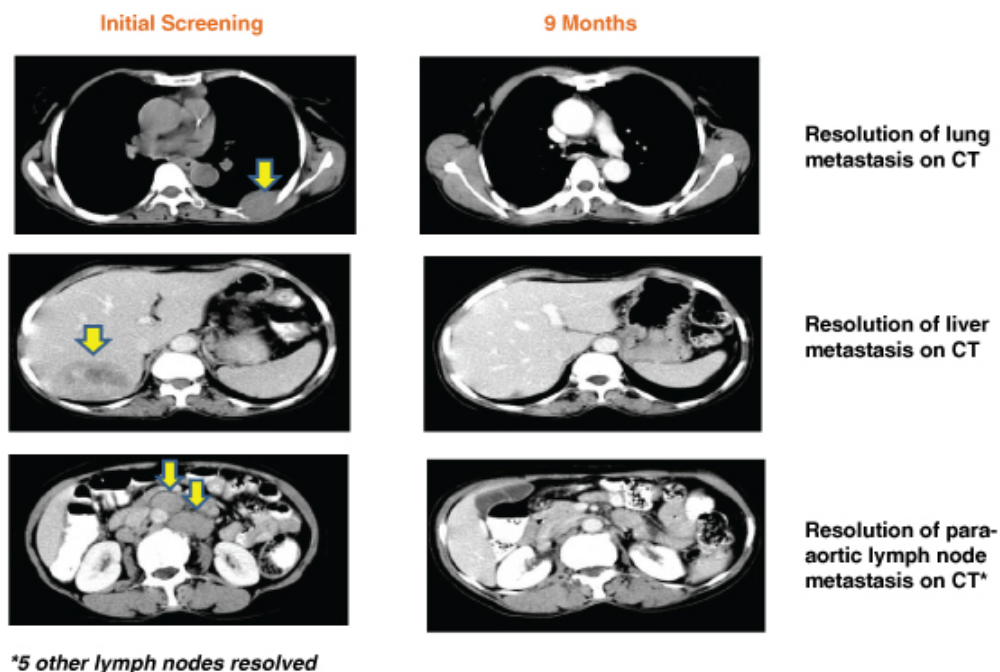 Initial Screening
9 Months
Resolution of lung
metastasis on CT
Resolution of liver
metastasis on CT
Resolution of para-
aortic lymph node
metastasis on CT*
*5 other lymph nodes resolved